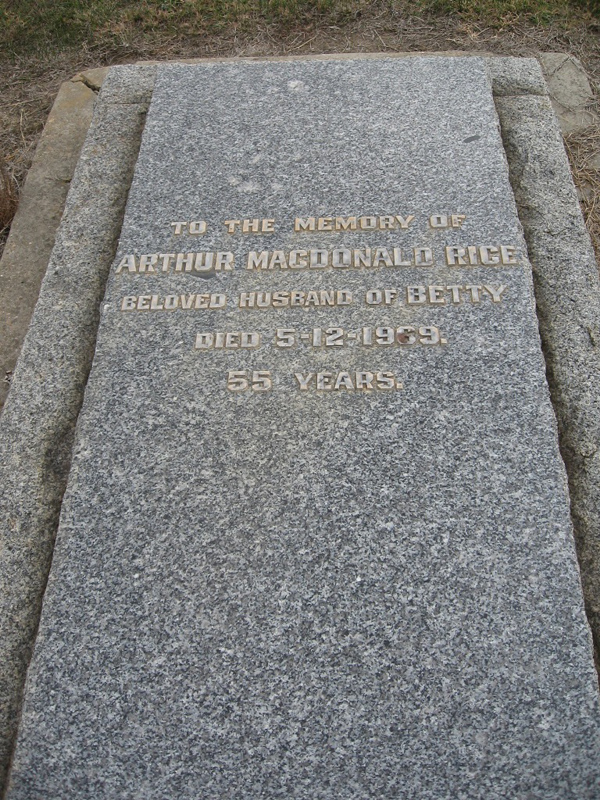 TO THE MEMORY OF
ARTHUR MACDONALD RICE
BELOVED HUSBAND OF BETTY
DIED 5-12-1969.
55 YEARS.